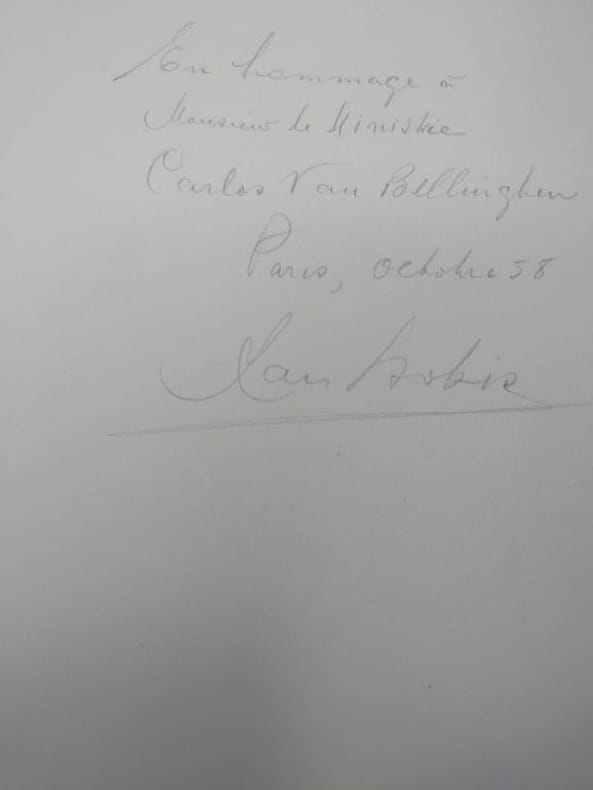 En hommage à
Monsieur le Ministre
Carlos Van Bellinghen
Paris, octobre 58